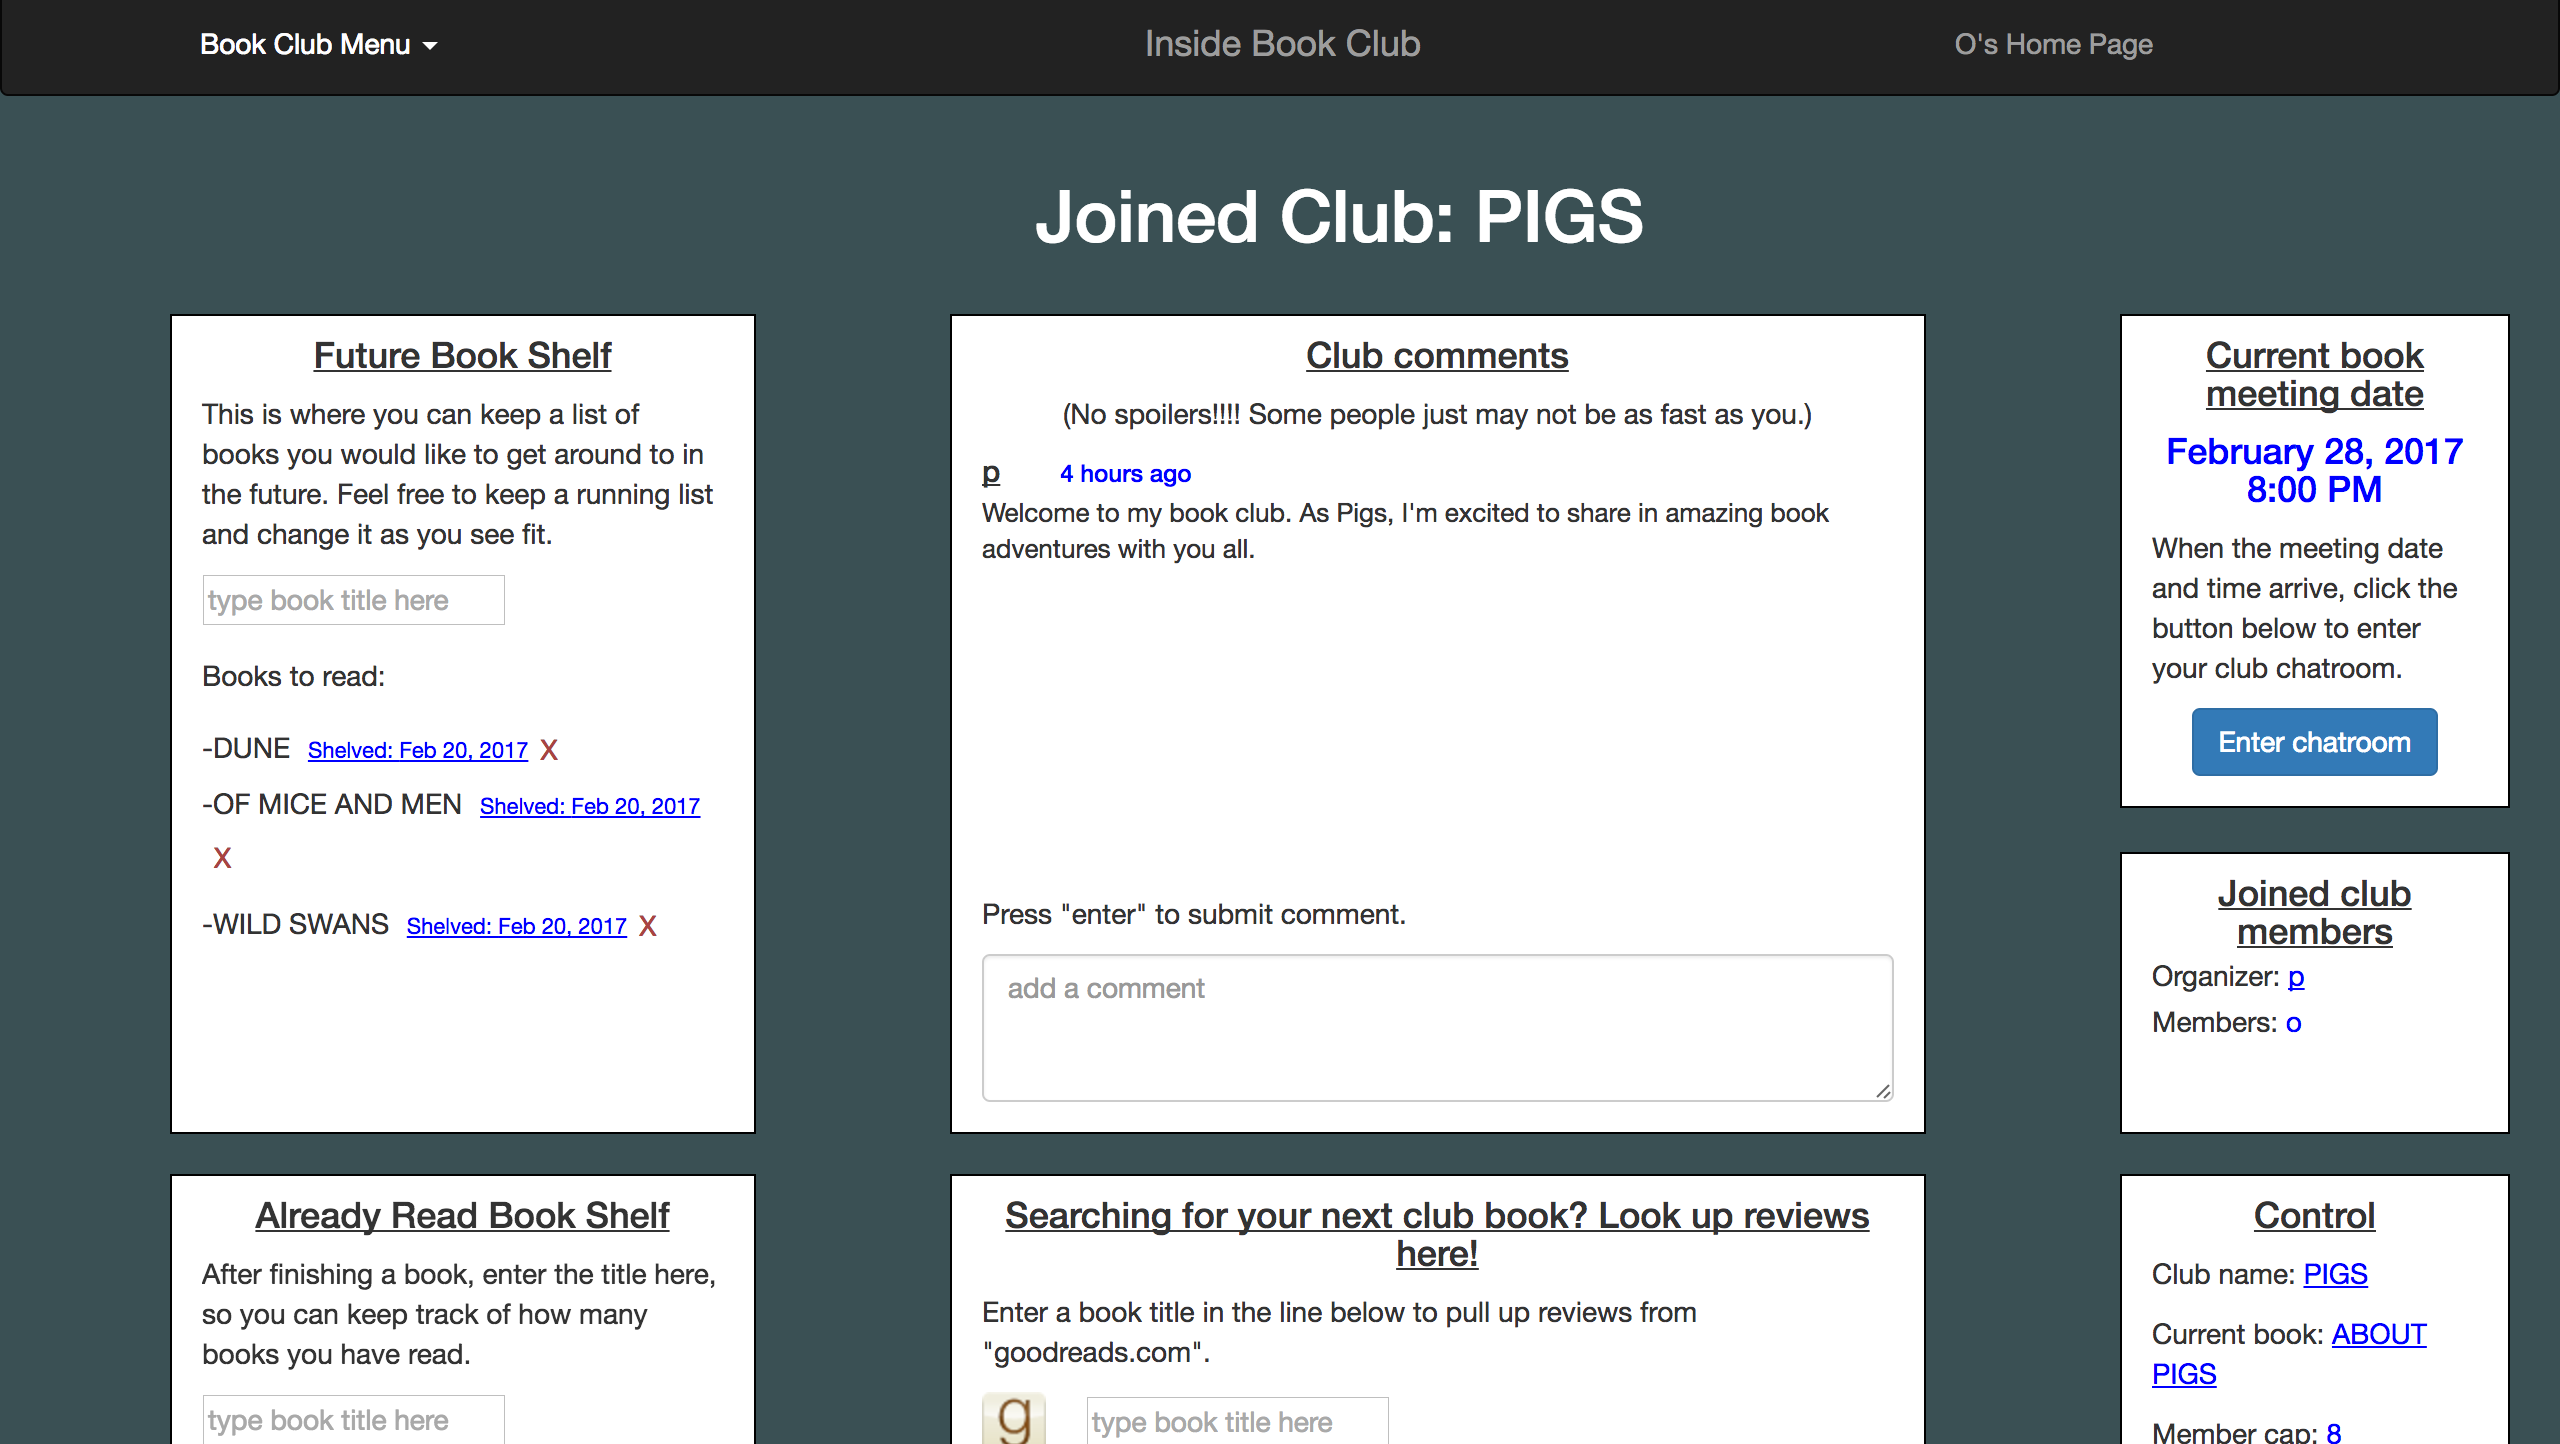 Book Club Menu
Inside Book Club
O's Home Page
Joined Club: PIGS
Future Book Shelf
This is where you can keep a list of
books you would like to get around to in
the future. Feel free to keep a running list
and change it as you see fit.
type book title here
Books to read:
-DUNE Shelved: Feb 20, 2017 X
-OF MICE AND MEN Shelved: Feb 20, 2017
X
-WILD SWANS Shelved: Feb 20, 2017 X
Club comments
(No spoilers!!!! Some people just may not be as fast as you.)
p 4 hours ago
Welcome to my book club. As Pigs, I'm excited to share in amazing book
adventures with you all.
Press "enter" to submit comment.
add a comment
Current book
meeting date
February 28, 2017
8:00 PM
When the meeting date
and time arrive, click the
button below to enter
your club chatroom.
Enter chatroom
Joined club
members
Organizer: p
Members: o
Already Read Book Shelf
After finishing a book, enter the title here,
so you can keep track of how many
books you have read.
type book title here
Searching for your next club book? Look up reviews
here!
Enter a book title in the line below to pull up reviews from
"goodreads.com".
g
type book title here
Control
Club name: PIGS
Current book: ABOUT
PIGS
Member cap: 8